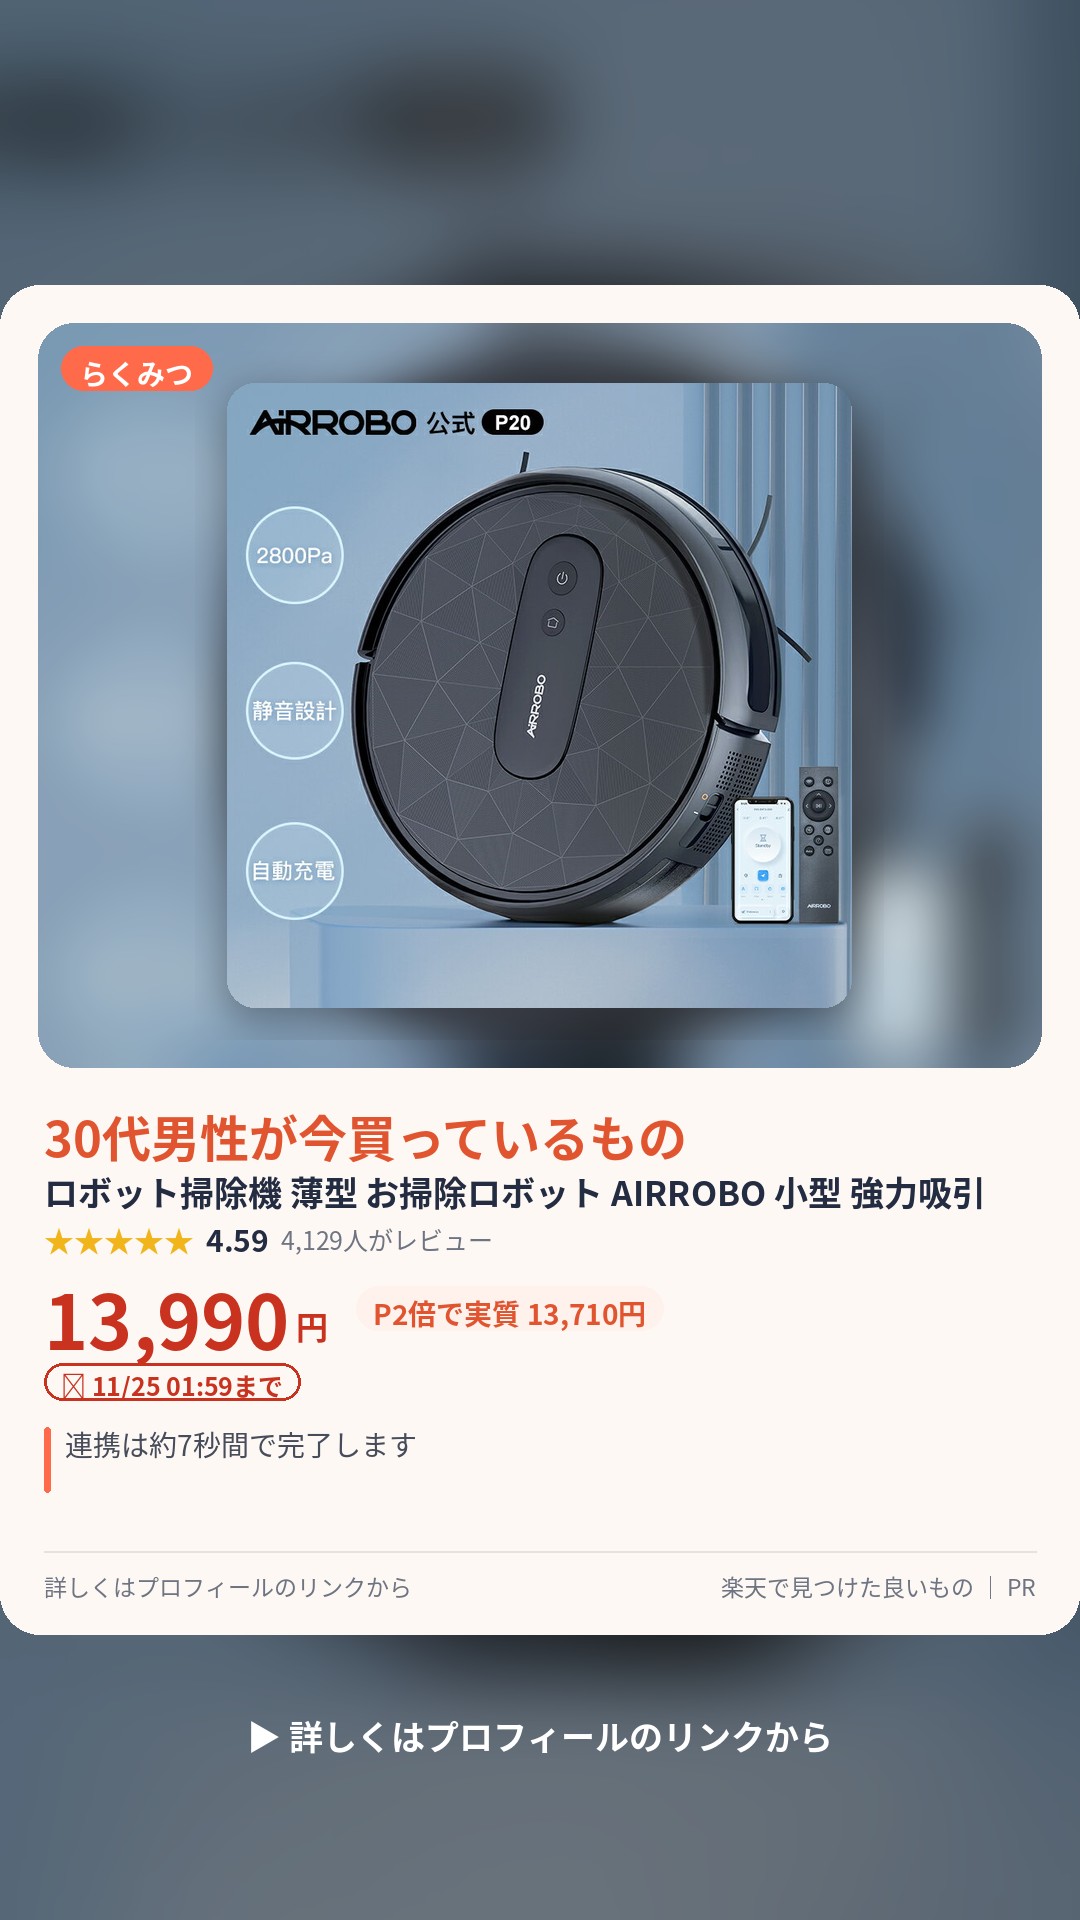 らくみつ
AIRROBO 公式 P20
2800Pa
静音設計
自動充電
AIRROBO
AIRROBO
30代男性が今買っているもの
ロボット掃除機 薄型 お掃除ロボット AIRROBO 小型 強力吸引
★★★★★ 4.59 4,129人がレビュー
13,990円 P2倍で実質 13,710円
11/25 01:59まで
連携は約7秒間で完了します
詳しくはプロフィールのリンクから
楽天で見つけた良いもの | PR
▶ 詳しくはプロフィールのリンクから